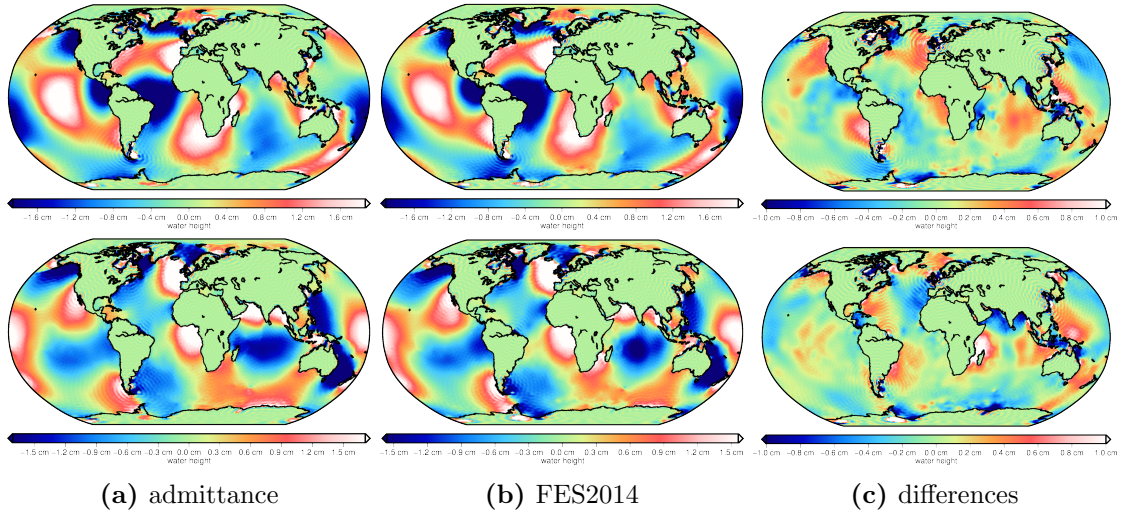 −1.6 cm −1.2 cm −0.8 cm −0.4 cm 0.0 cm 0.4 cm 0.8 cm 1.2 cm 1.6 cm
water height
−1.6 cm −1.2 cm −0.8 cm −0.4 cm 0.0 cm 0.4 cm 0.8 cm 1.2 cm 1.6 cm
water height
−1.0 cm −0.8 cm −0.6 cm −0.4 cm −0.2 cm 0.0 cm 0.2 cm 0.4 cm 0.6 cm 0.8 cm 1.0 cm
water height
−1.5 cm −1.2 cm −0.9 cm −0.6 cm −0.3 cm 0.0 cm 0.3 cm 0.6 cm 0.9 cm 1.2 cm 1.5 cm
water height
−1.5 cm −1.2 cm −0.9 cm −0.6 cm −0.3 cm 0.0 cm 0.3 cm 0.6 cm 0.9 cm 1.2 cm 1.5 cm
water height
−1.0 cm −0.8 cm −0.6 cm −0.4 cm −0.2 cm 0.0 cm 0.2 cm 0.4 cm 0.6 cm 0.8 cm 1.0 cm
water height
(a) admittance
(b) FES2014
(c) differences